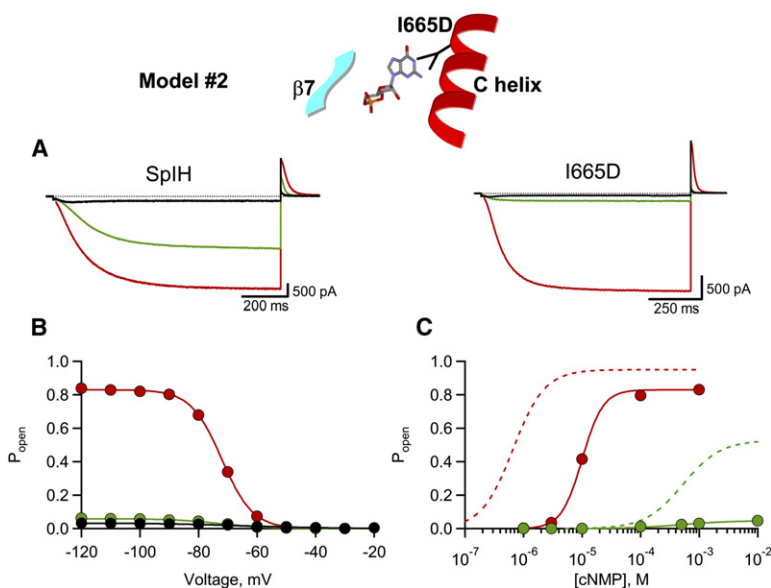 I665D
Model #2
β7
C helix
A
SpIH
I665D
500 pA
200 ms
500 pA
250 ms
B
C
1.0
0.8
0.6
0.4
0.2
0.0
Popen
-120
-100
-80
-60
-40
-20
Voltage, mV
1.0
0.8
0.6
0.4
0.2
0.0
Popen
10-7
10-6
10-5
10-4
10-3
10-2
[cNMP], M